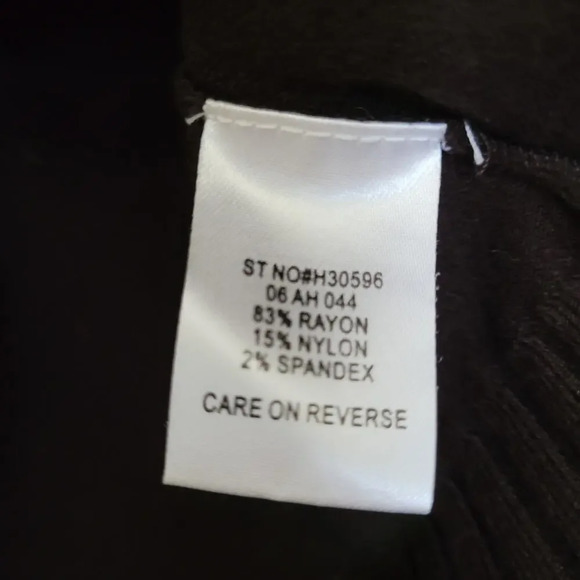 ST NO#H30596
06 AH 044
83% RAYON
15% NYLON
2% SPANDEX
CARE ON REVERSE